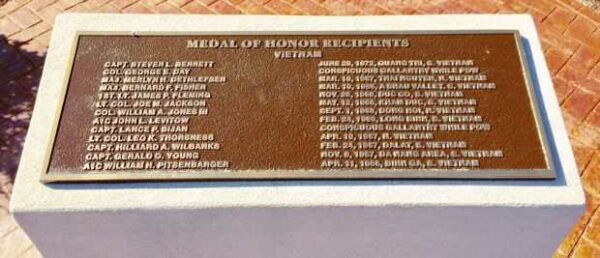 MEDAL OF HONOR RECIPIENTS
VIETNAM
CAPT. STEVEN L. BENNETT JUNE 29, 1972, QUANG TRI, S. VIETNAM
COL. GEORGE E. DAY CONSPICUOUS GALLANTRY WHILE POW
MAJ. MERLYN H. DETHLEFSEN MAR. 10, 1967, THAI NGUYEN, N. VIETNAM
MAJ. BERNARD F. FISHER MAR. 10, 1966, A SHAU VALLEY, S. VIETNAM
1ST. LT. JAMES P. FLEMING NOV. 26, 1968, DUC CO, S. VIETNAM
LT. COL. JOE M. JACKSON MAY. 12, 1968, KHAM DUC, S. VIETNAM
COL. WILLIAM A. JONES III SEPT. 1, 1968, DONG HOI, N. VIETNAM
A1C JOHN L. LEVITOW FEB. 24, 1969, LONG BINH, S. VIETNAM
CAPT. LANCE P. SIJAN CONSPICUOUS GALLANTRY WHILE POW
LT. COL. LEO K. THORSNESS APR. 19, 1967, N. VIETNAM
CAPT. HILLIARD A. WILBANKS FEB. 24, 1967, DALAT, S. VIETNAM
CAPT. GERALD O. YOUNG NOV. 9, 1967, DA NANG AREA, S. VIETNAM
A1C WILLIAM H. PITSENBARGER APR. 11, 1966, BINH BA, S. VIETNAM